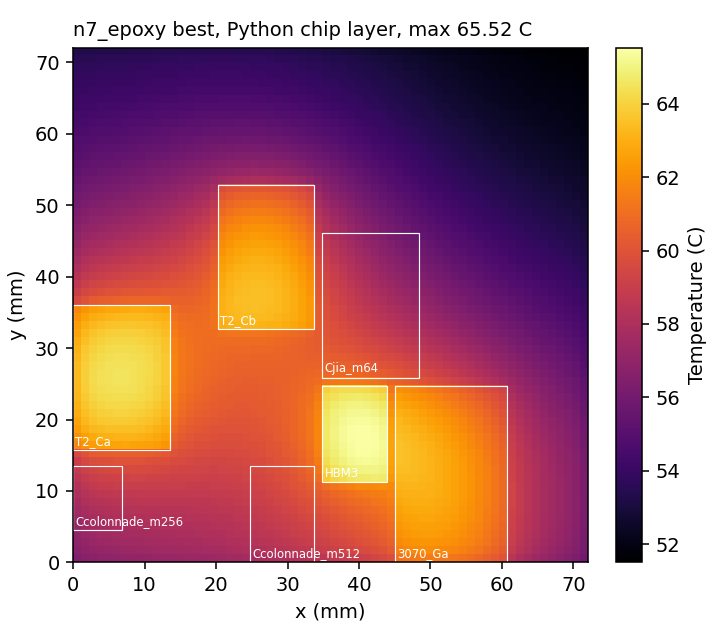 n7_epoxy best, Python chip layer, max 65.52 C
70
60
50
40
30
20
10
0
y (mm)
T2_Cb
Cjia_m64
T2_Ca
HBM3
Ccolonnade_m256
Ccolonnade_m512
3070_Ga
0 10 20 30 40 50 60 70
x (mm)
64
62
60
58
56
54
52
Temperature (C)